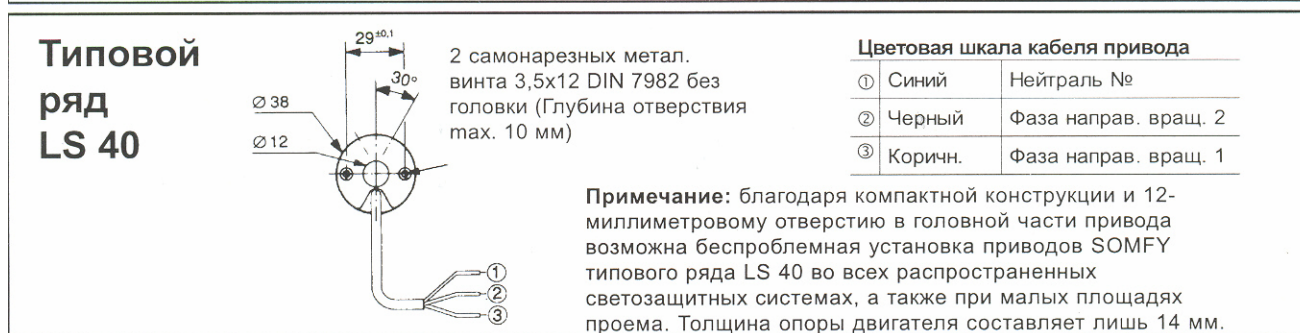 Типовой
ряд
LS 40
29±0,1
30°
Ø 38
Ø 12
①
②
③
2 самонарезных метал.
винта 3,5x12 DIN 7982 без
головки (Глубина отверствия
max. 10 мм)
Цветовая шкала кабеля привода
① Синий Нейтраль №
② Черный Фаза направ. вращ. 2
③ Коричн. Фаза направ. вращ. 1
Примечание: благодаря компактной конструкции и 12-
миллиметровому отверстию в головной части привода
возможна беспроблемная установка приводов SOMFY
типового ряда LS 40 во всех распространенных
светозащитных системах, а также при малых площадях
проема. Толщина опоры двигателя составляет лишь 14 мм.